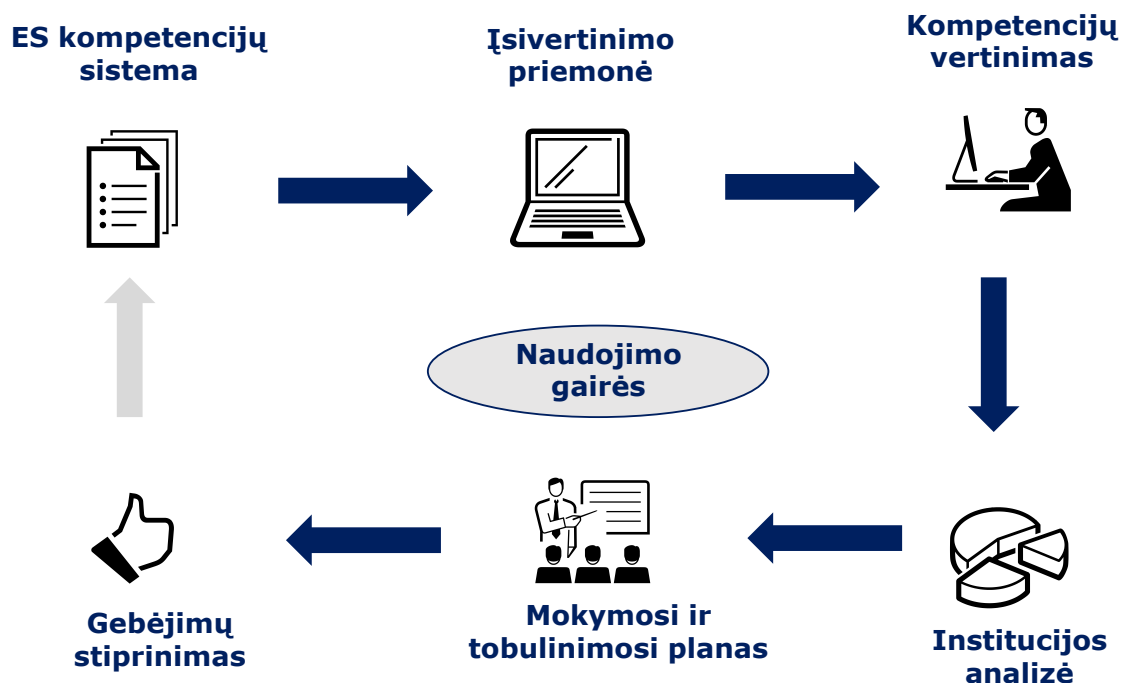 ES kompetencijų
sistema
Įsivertinimo
priemonė
Kompetencijų
vertinimas
Naudojimo
gairės
Gebėjimų
stiprinimas
Mokymosi ir
tobulinimosi planas
Institucijos
analizė